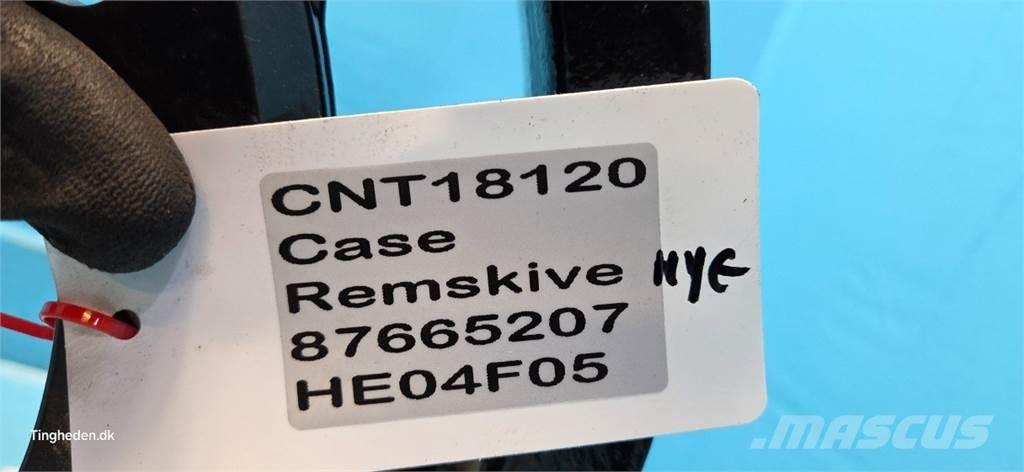 CNT18120
Case
Remskive NYE
87665207
HE04F05
Tingheden.dk
MASCUS